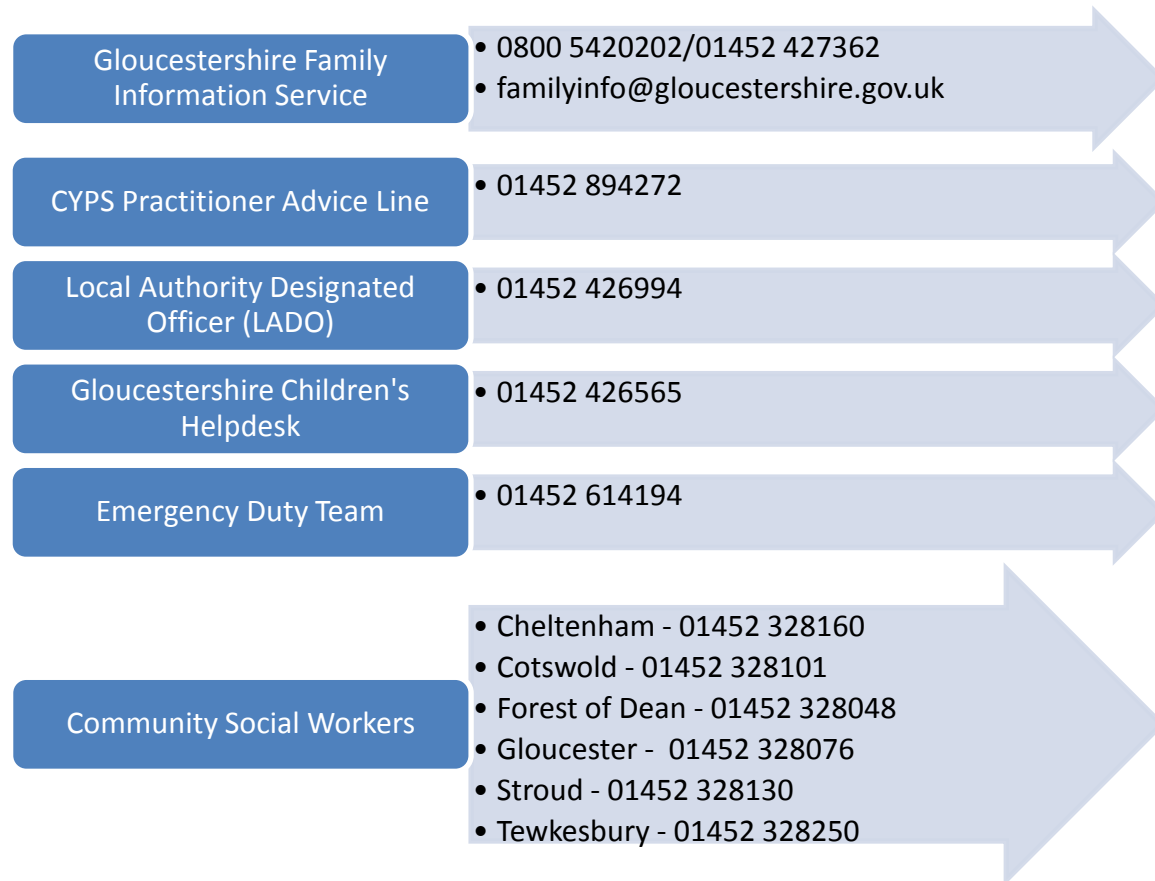 Gloucestershire Family
Information Service
• 0800 5420202/01452 427362
• familyinfo@gloucestershire.gov.uk
CYPS Practitioner Advice Line
• 01452 894272
Local Authority Designated
Officer (LADO)
• 01452 426994
Gloucestershire Children's
Helpdesk
• 01452 426565
Emergency Duty Team
• 01452 614194
Community Social Workers
• Cheltenham - 01452 328160
• Cotswold - 01452 328101
• Forest of Dean - 01452 328048
• Gloucester -  01452 328076
• Stroud - 01452 328130
• Tewkesbury - 01452 328250